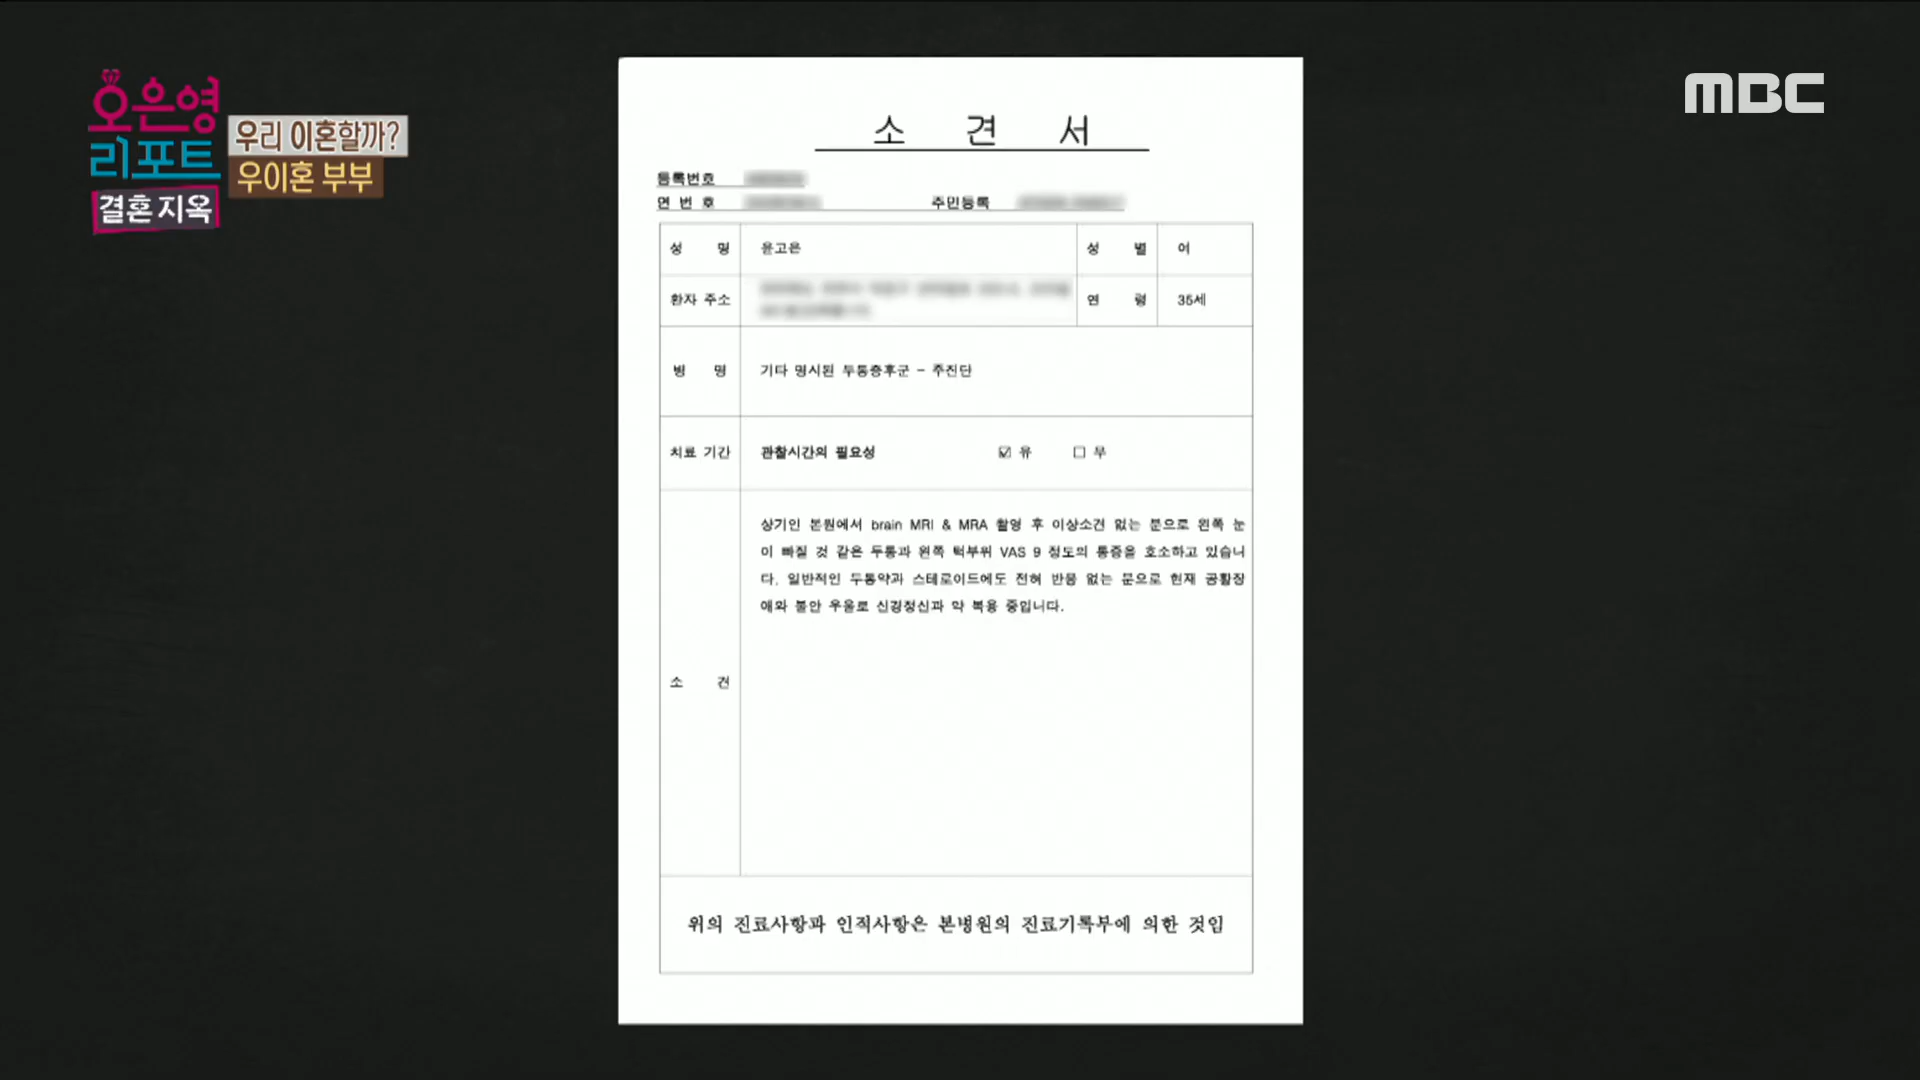 오은영
리포트
결혼 지옥
우리 이혼할까?
우이혼 부부
MBC
소 견 서
등록번호
연 번 호
주민등록
성 명 윤고은 성 별 여
환자 주소 연 령 35세
병 명 기타 명시된 두통증후군 - 주진단
치료 기간 관찰시간의 필요성 ☑ 유 ☐ 무
상기인 본원에서 brain MRI & MRA 촬영 후 이상소견 없는 분으로 왼쪽 눈
이 빠질 것 같은 두통과 왼쪽 턱부위 VAS 9 정도의 통증을 호소하고 있습니
다. 일반적인 두통약과 스테로이드에도 전혀 반응 없는 분으로 현재 공황장
애와 불안 우울로 신경정신과 약 복용 중입니다.
소 견
위의 진료사항과 인적사항은 본병원의 진료기록부에 의한 것임